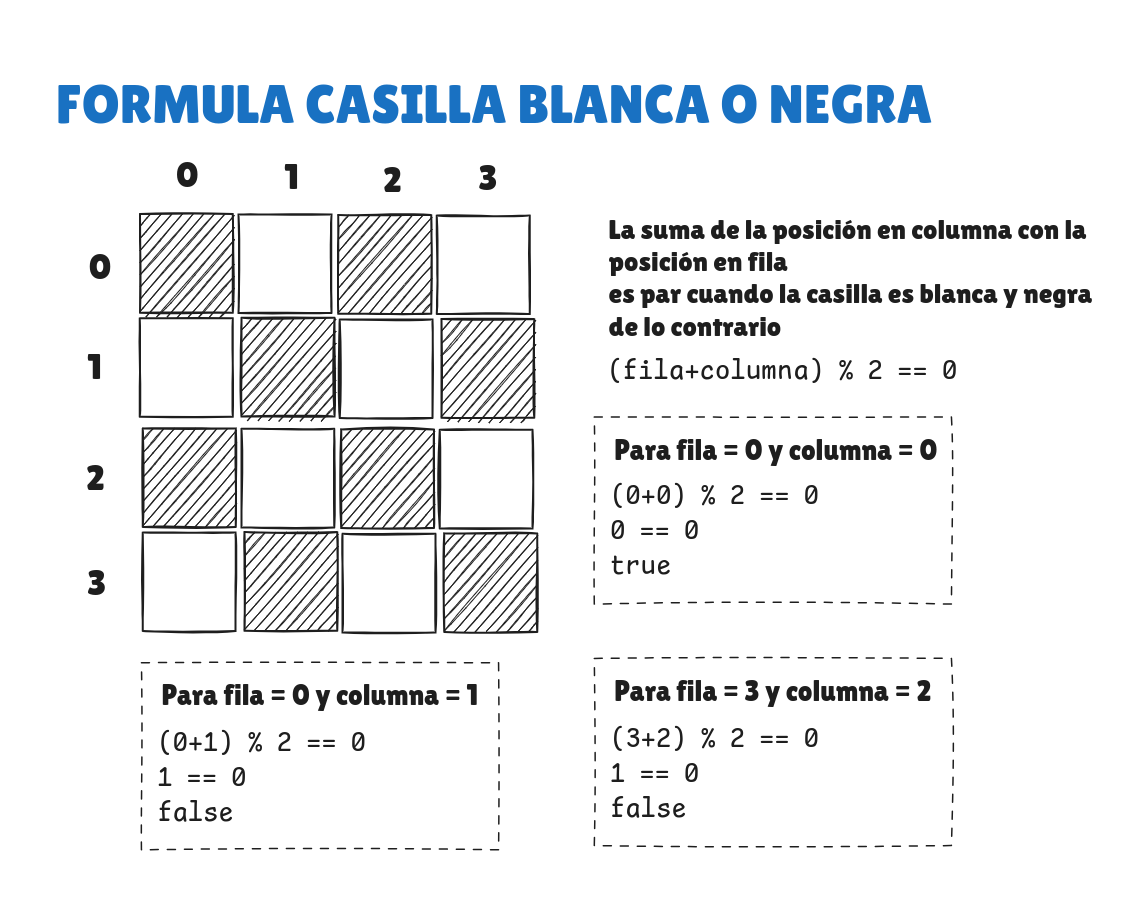 FORMULA CASILLA BLANCA O NEGRA
0 1 2 3
0
1
2
3
La suma de la posición en columna con la
posición en fila
es par cuando la casilla es blanca y negra
de lo contrario
(fila+columna) % 2 == 0
Para fila = 0 y columna = 0
(0+0) % 2 == 0
0 == 0
true
Para fila = 0 y columna = 1
(0+1) % 2 == 0
1 == 0
false
Para fila = 3 y columna = 2
(3+2) % 2 == 0
1 == 0
false